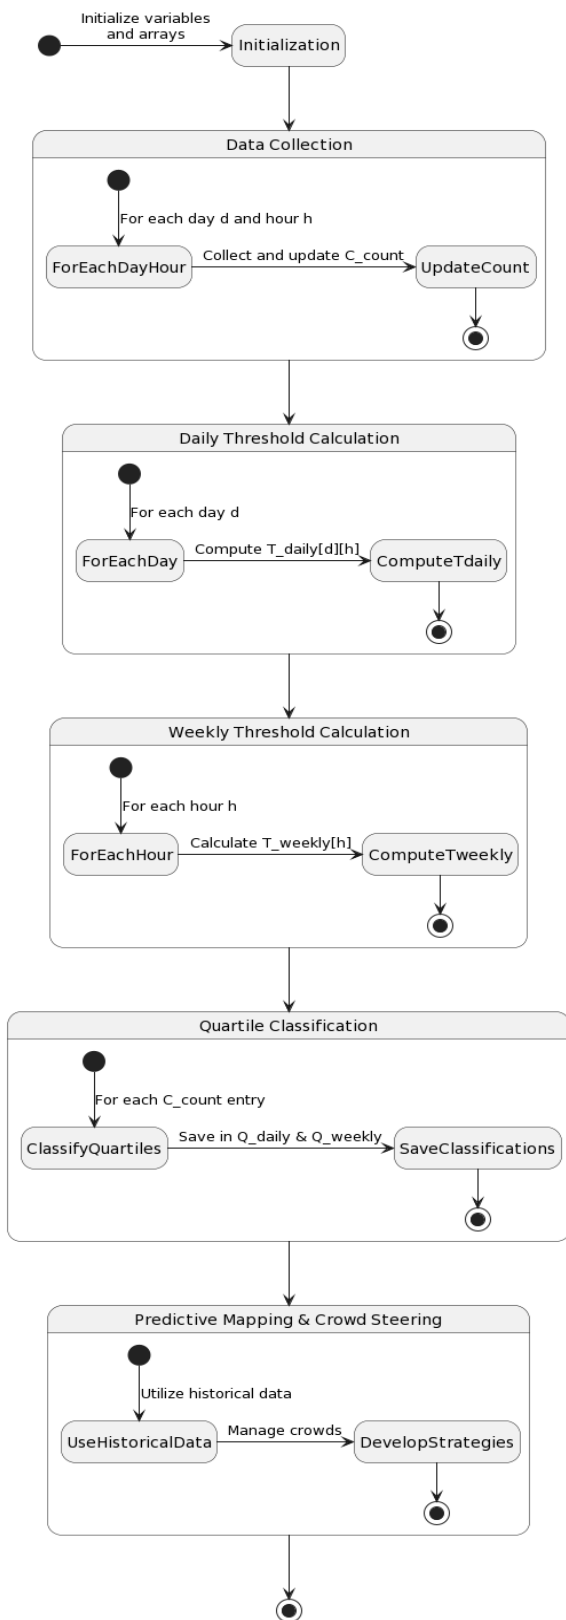 Initialize variables
and arrays
Initialization
Data Collection
For each day d and hour h
ForEachDayHour
Collect and update C_count
UpdateCount
Daily Threshold Calculation
For each day d
ForEachDay
Compute T_daily[d][h]
ComputeTdaily
Weekly Threshold Calculation
For each hour h
ForEachHour
Calculate T_weekly[h]
ComputeTweekly
Quartile Classification
For each C_count entry
ClassifyQuartiles
Save in Q_daily & Q_weekly
SaveClassifications
Predictive Mapping & Crowd Steering
Utilize historical data
UseHistoricalData
Manage crowds
DevelopStrategies